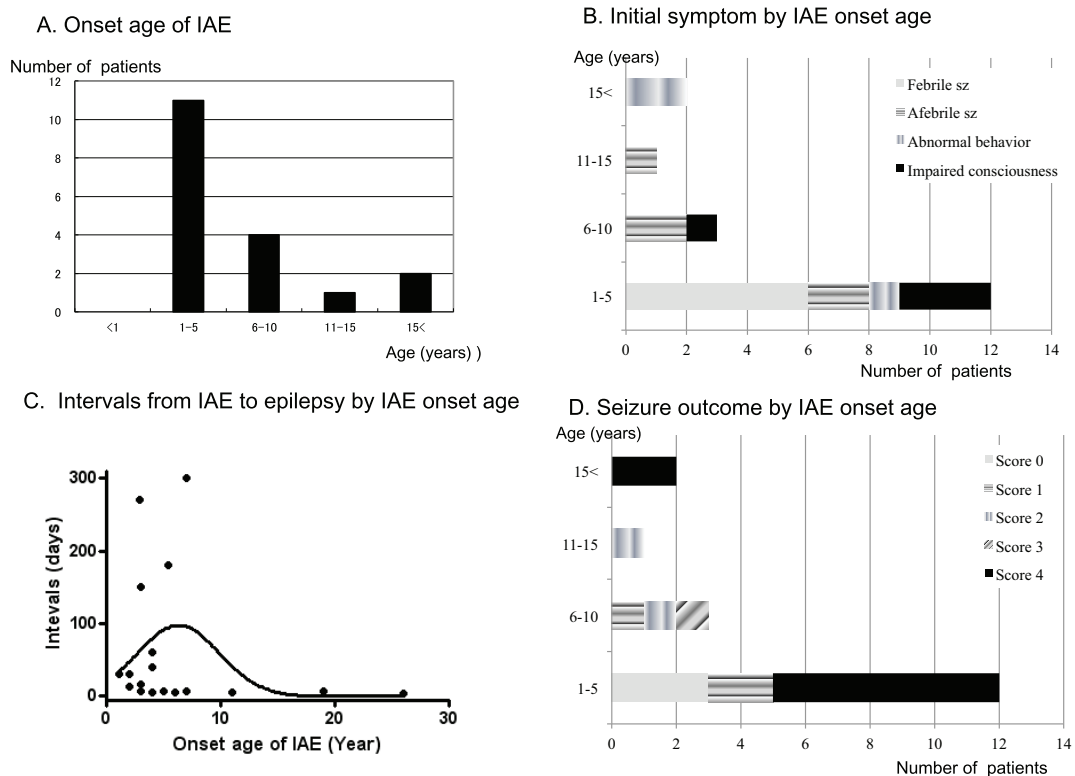 A. Onset age of IAE
Number of patients
12
10
8
6
4
2
0
<1
1-5
6-10
11-15
15<
Age (years) )
B. Initial symptom by IAE onset age
Age (years)
15<
11-15
6-10
1-5
0
2
4
6
8
10
12
14
Number of patients
Febrile sz
Afebrile sz
Abnormal behavior
Impaired consciousness
C. Intervals from IAE to epilepsy by IAE onset age
Intevals (days)
300
200
100
0
0
10
20
30
Onset age of IAE (Year)
D. Seizure outcome by IAE onset age
Age (years)
15<
11-15
6-10
1-5
0
2
4
6
8
10
12
14
Number of patients
Score 0
Score 1
Score 2
Score 3
Score 4